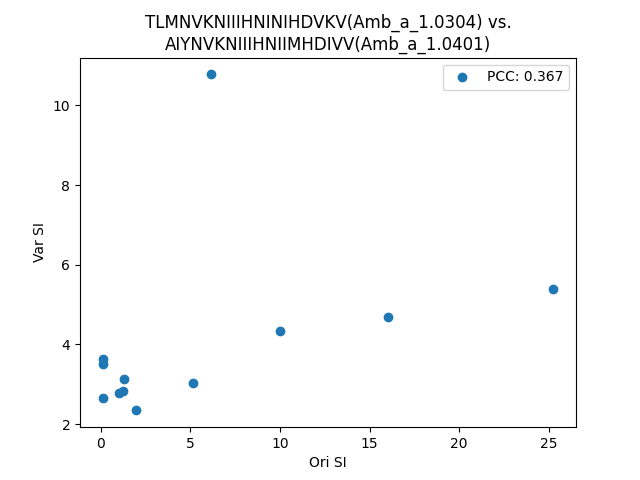 TLMNVKNIIIHNINIHDVKV(Amb_a_1.0304) vs.
AIYNVKNIIIHNIIMHDIVV(Amb_a_1.0401)
PCC: 0.367
10
8
6
4
2
Var SI
0 5 10 15 20 25
Ori SI